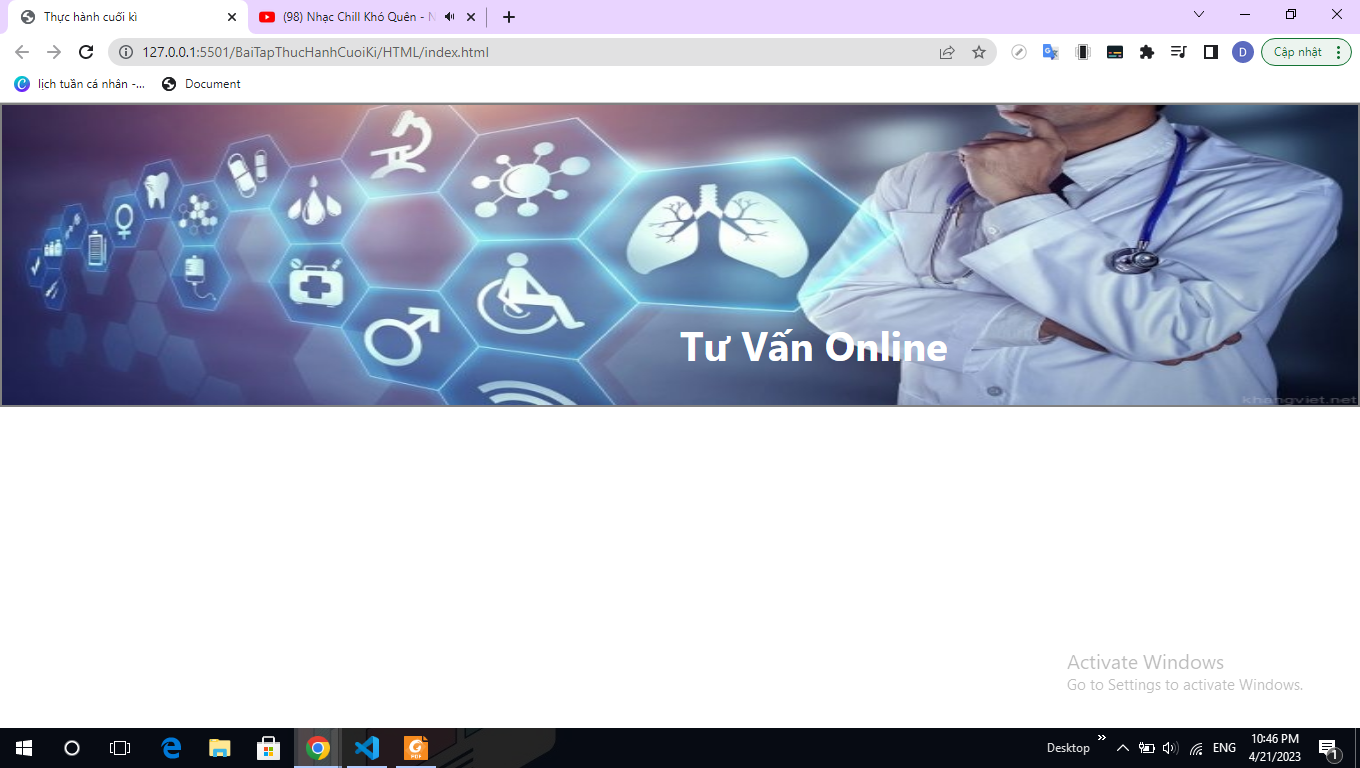 Thực hành cuối kì
(98) Nhạc Chill Khó Quên - N
127.0.0.1:5501/BaiTapThucHanhCuoiKi/HTML/index.html
D
Cập nhật
lịch tuần cá nhân -...
Document
Tư Vấn Online
khangviet.net
Activate Windows
Go to Settings to activate Windows.
PDF
Desktop
ENG
10:46 PM
4/21/2023
1